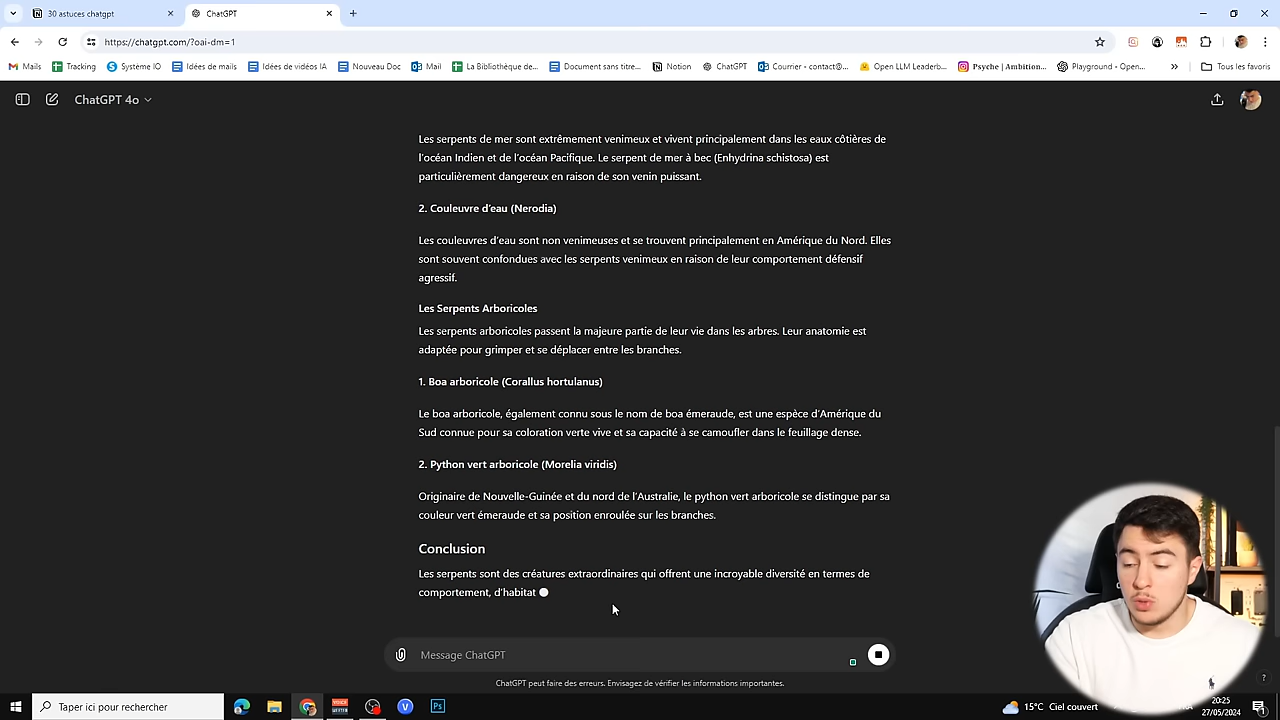 30 astuces chatgpt
ChatGPT
https://chatgpt.com/?oai-dm=1
Mails
Tracking
Système IO
Idées de mails
Idées de vidéos IA
Nouveau Doc
Mail
La Bibliothèque de...
Document sans titre...
Notion
ChatGPT
Courrier - contact@...
Open LLM Leaderb...
Psyche | Ambition...
Playground - Open...
Tous les favoris
ChatGPT 4o
Les serpents de mer sont extrêmement venimeux et vivent principalement dans les eaux côtières de
l'océan Indien et de l'océan Pacifique. Le serpent de mer à bec (Enhydrina schistosa) est
particulièrement dangereux en raison de son venin puissant.
2. Couleuvre d'eau (Nerodia)
Les couleuvres d'eau sont non venimeuses et se trouvent principalement en Amérique du Nord. Elles
sont souvent confondues avec les serpents venimeux en raison de leur comportement défensif
agressif.
Les Serpents Arboricoles
Les serpents arboricoles passent la majeure partie de leur vie dans les arbres. Leur anatomie est
adaptée pour grimper et se déplacer entre les branches.
1. Boa arboricole (Corallus hortulanus)
Le boa arboricole, également connu sous le nom de boa émeraude, est une espèce d'Amérique du
Sud connue pour sa coloration verte vive et sa capacité à se camoufler dans le feuillage dense.
2. Python vert arboricole (Morelia viridis)
Originaire de Nouvelle-Guinée et du nord de l'Australie, le python vert arboricole se distingue par sa
couleur vert émeraude et sa position enroulée sur les branches.
Conclusion
Les serpents sont des créatures extraordinaires qui offrent une incroyable diversité en termes de
comportement, d'habitat
Message ChatGPT
ChatGPT peut faire des erreurs. Envisagez de vérifier les informations importantes.
Taper ici pour rechercher
15°C Ciel couvert
20:25
27/05/2024